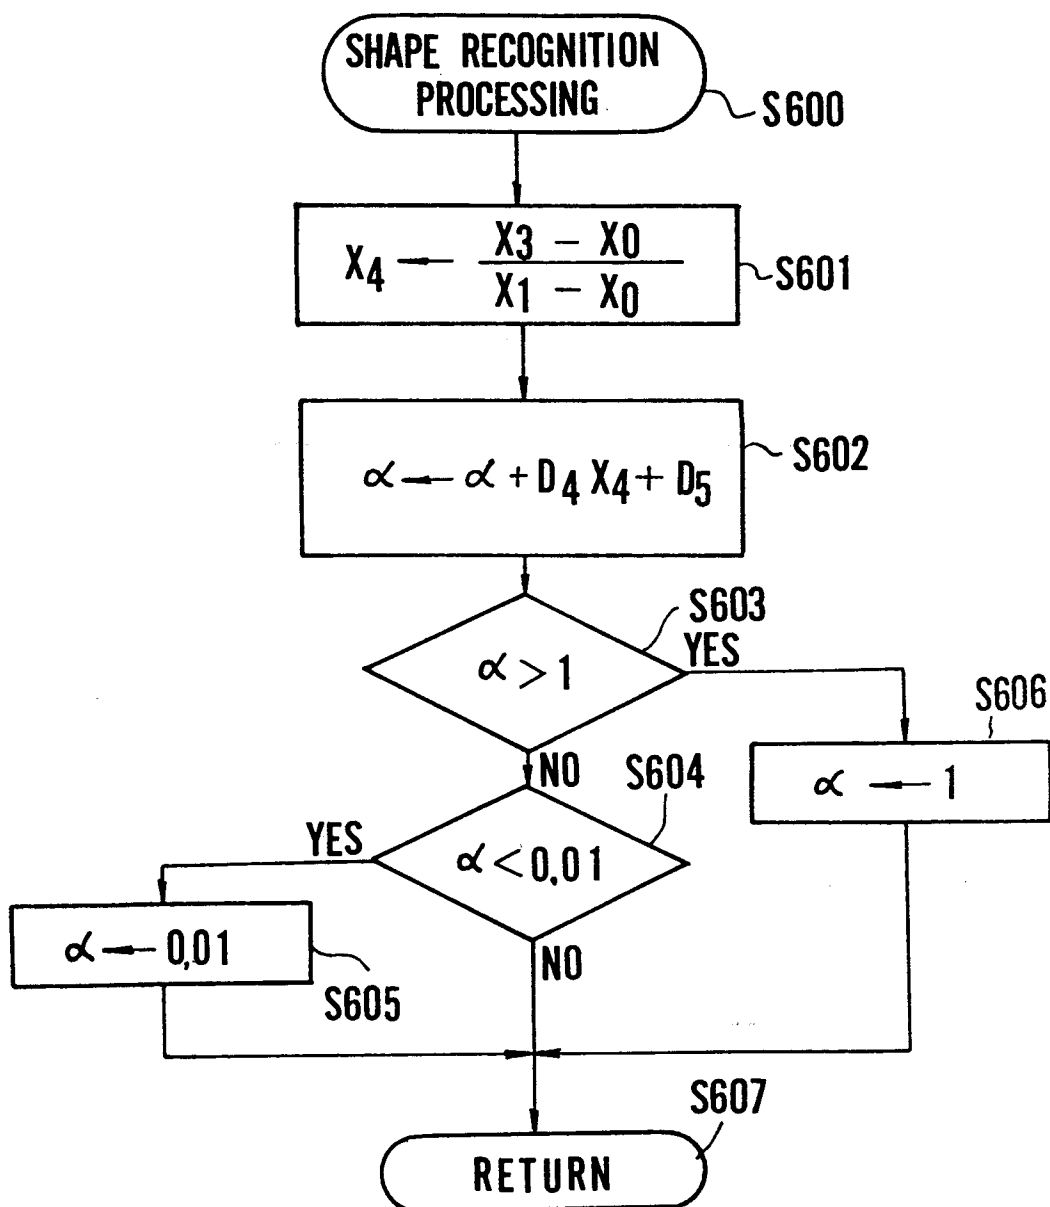 SHAPE RECOGNITION
PROCESSING
S600
X4 ← X3 − X0
X1 − X0
S601
α ← α + D4 X4 + D5
S602
S603
α > 1
YES
NO
S606
α ← 1
S604
α < 0,01
YES
NO
α ← 0,01
S605
S607
RETURN